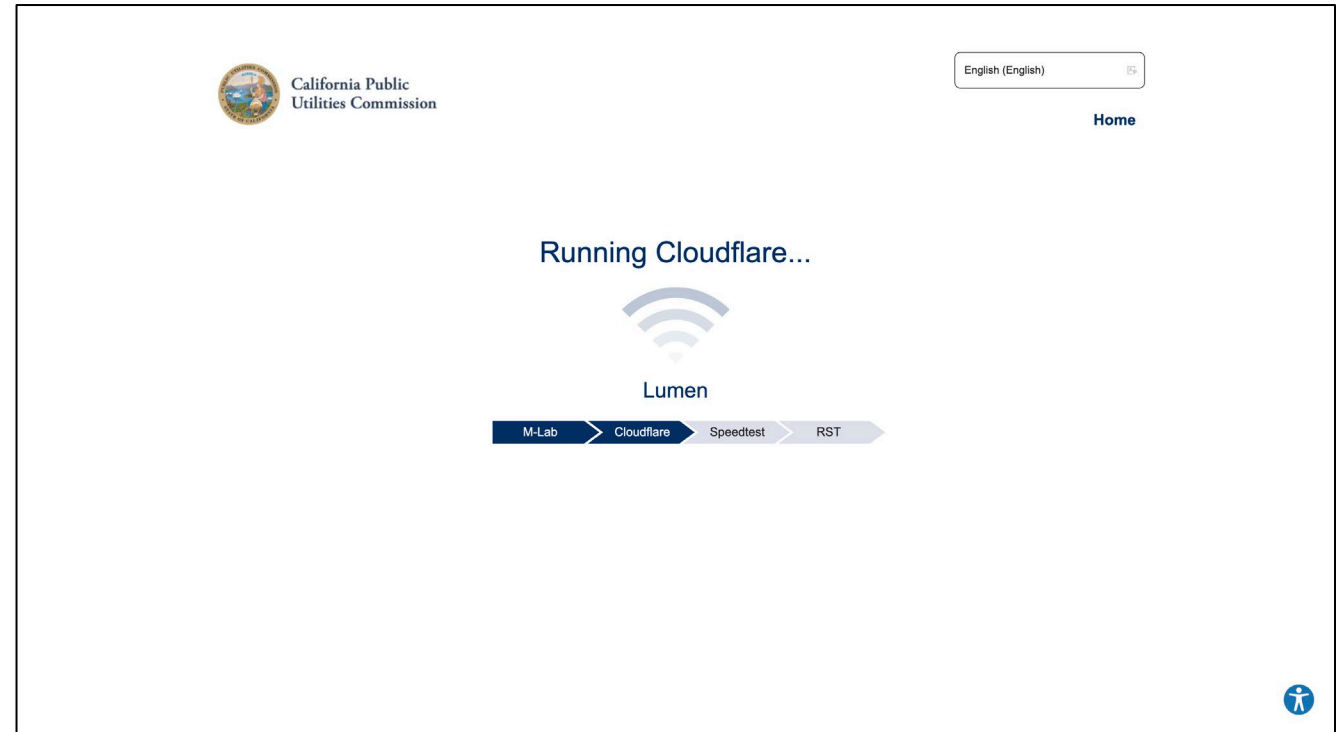 California Public
Utilities Commission
English (English)
Home
Running Cloudflare...
Lumen
M-Lab Cloudflare Speedtest RST